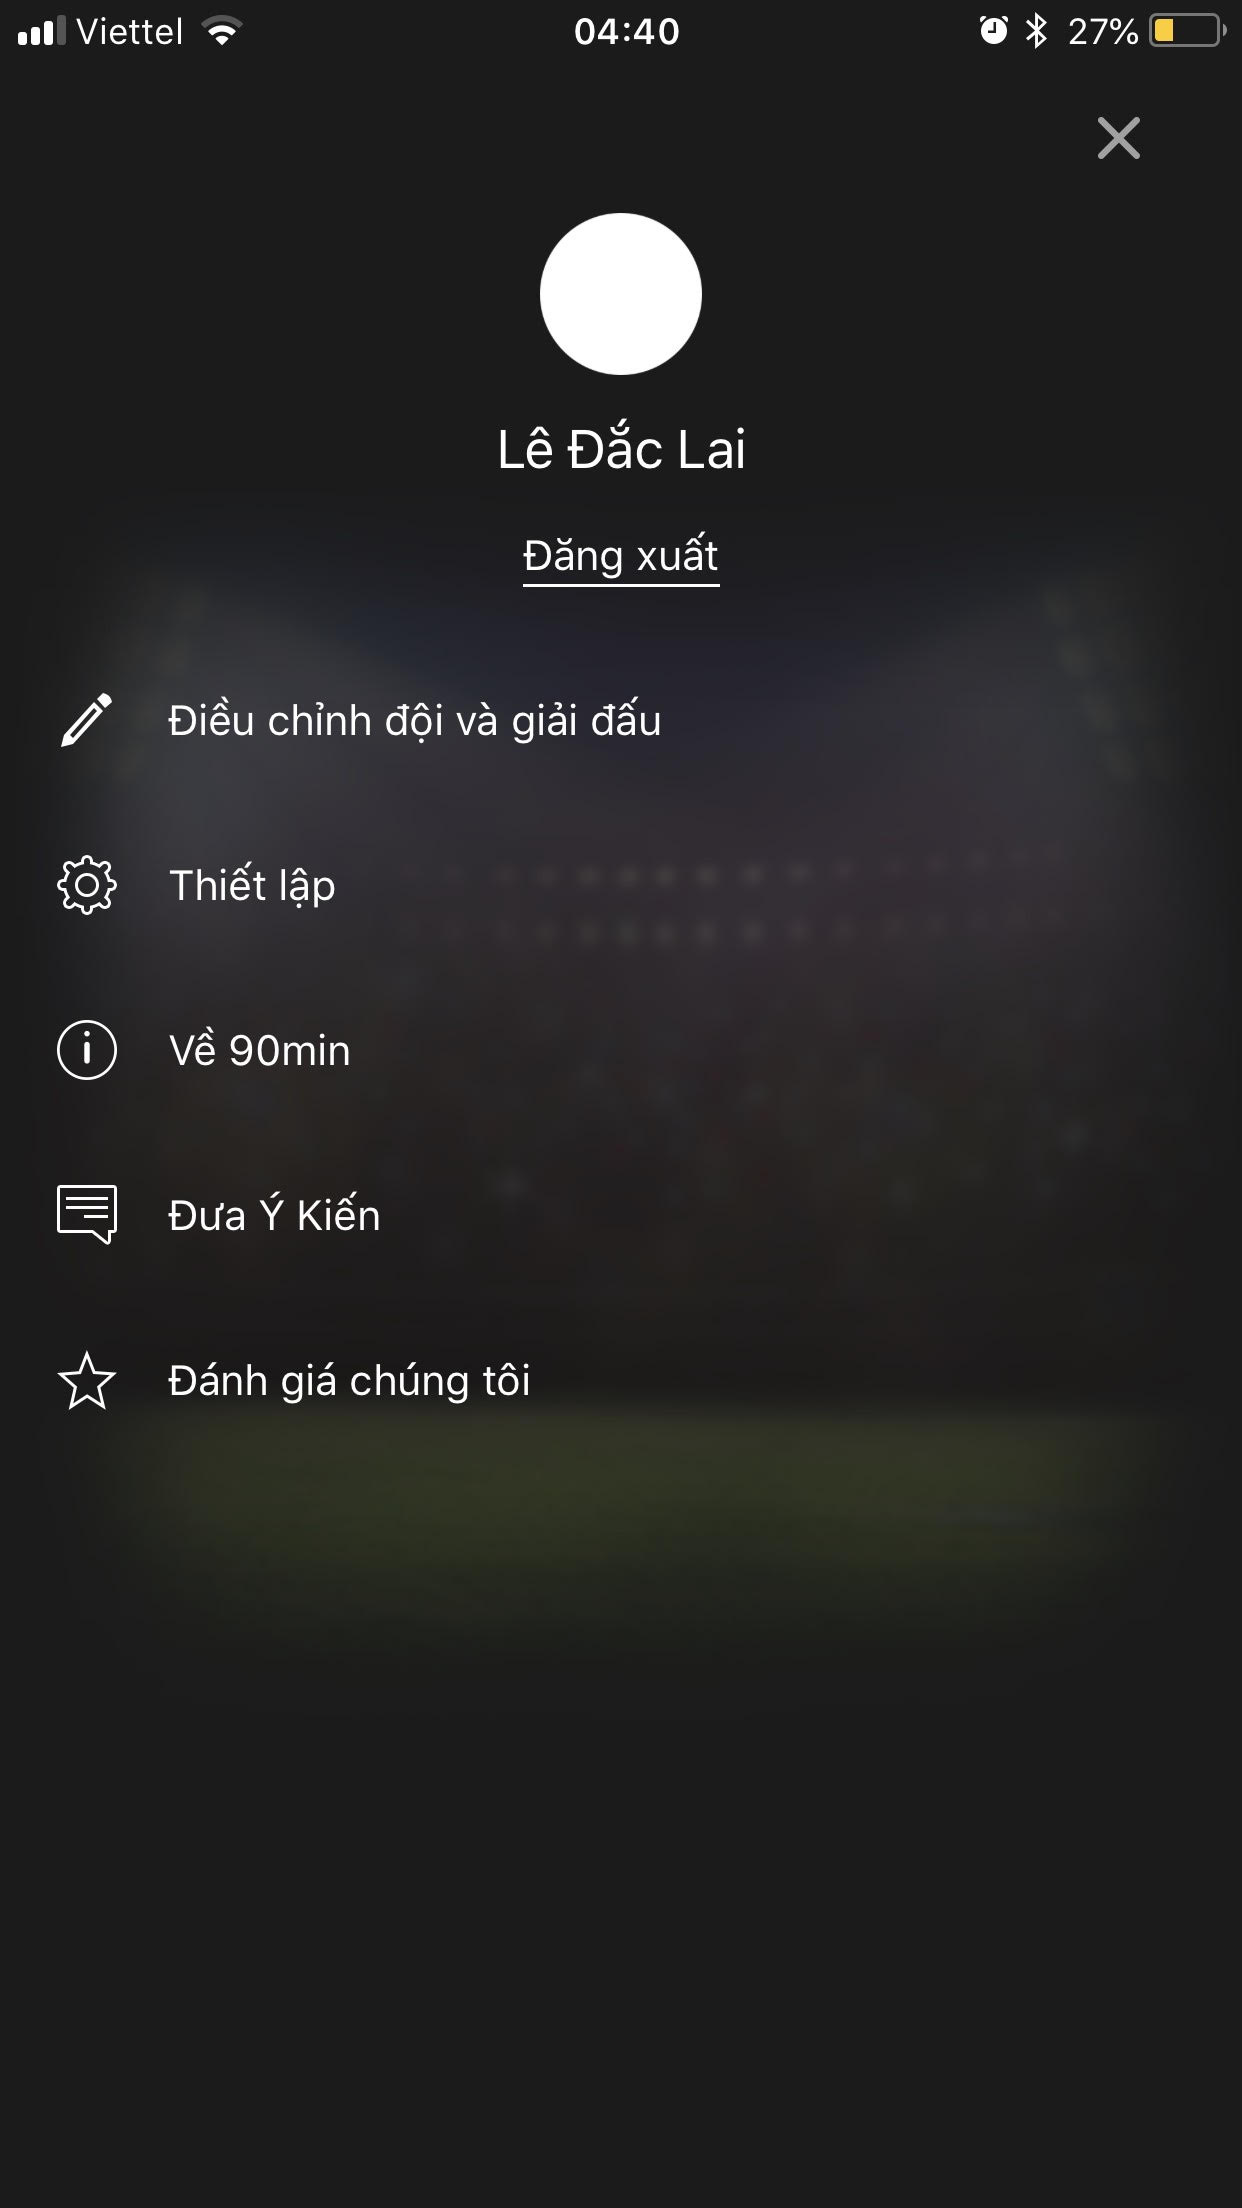 Viettel 04:40 27%
Lê Đắc Lai
Đăng xuất
Điều chỉnh đội và giải đấu
Thiết lập
Về 90min
Đưa Ý Kiến
Đánh giá chúng tôi